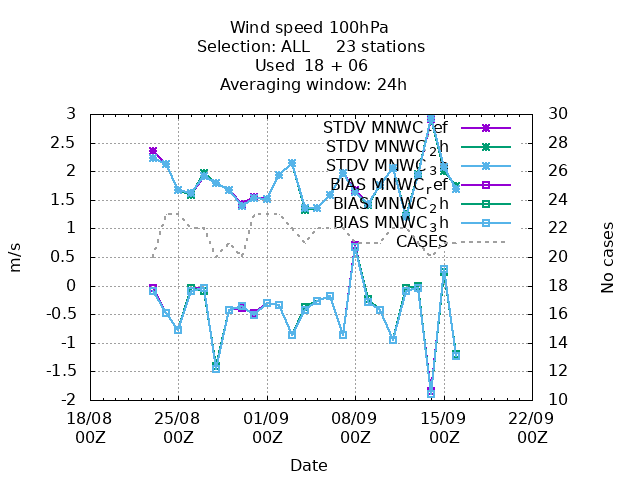 Wind speed 100hPa
Selection: ALL 23 stations
Used 18 + 06
Averaging window: 24h
3
2.5
2
1.5
1
0.5
0
-0.5
-1
-1.5
-2
m/s
30
28
26
24
22
20
18
16
14
12
10
No cases
STDV MNWC_ref
STDV MNWC_2h
STDV MNWC_3h
BIAS MNWC_ref
BIAS MNWC_2h
BIAS MNWC_3h
CASES
18/08 25/08 01/09 08/09 15/09 22/09
00Z 00Z 00Z 00Z 00Z 00Z
Date